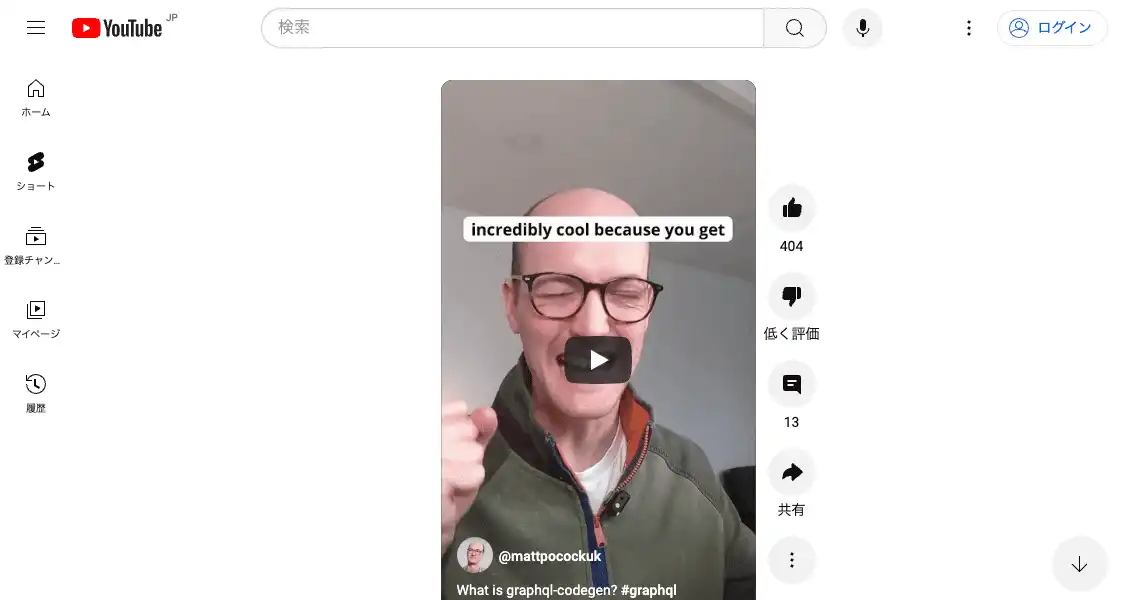 YouTube JP
検索
ログイン
ホーム
ショート
登録チャン...
マイページ
履歴
incredibly cool because you get
404
低く評価
13
共有
@mattpocockuk
What is graphql-codegen? #graphql